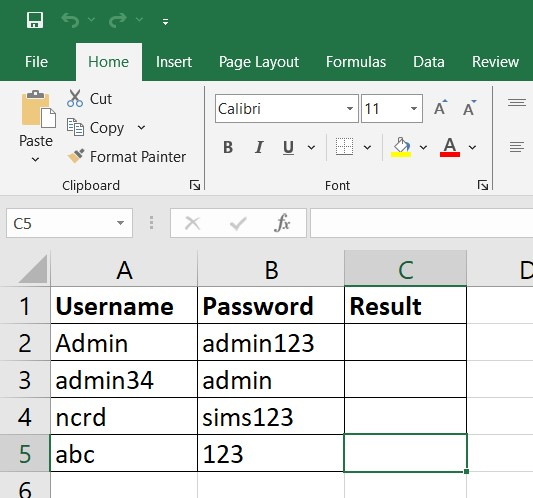 File Home Insert Page Layout Formulas Data Review
Cut
Copy
Format Painter
Paste
Clipboard
Calibri 11 A A
B I U A
Font
C5 fx
A B C D
1 Username Password Result
2 Admin admin123
3 admin34 admin
4 ncrd sims123
5 abc 123
6